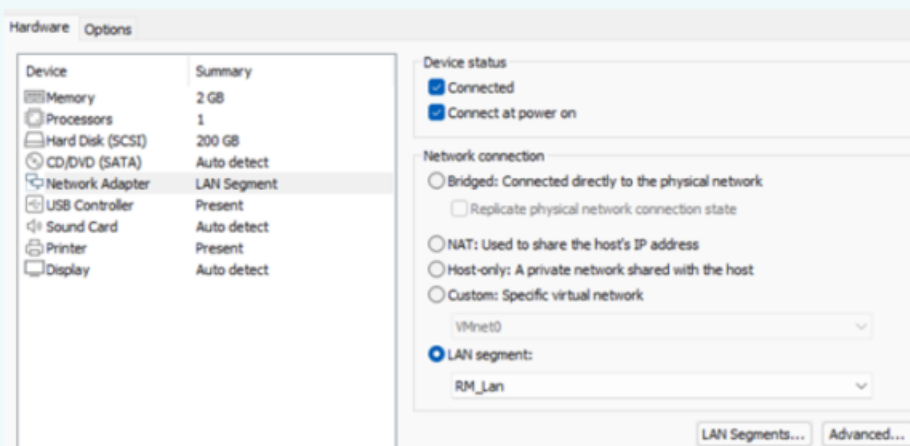 Hardware Options
Device Summary
Memory 2 GB
Processors 1
Hard Disk (SCSI) 200 GB
CD/DVD (SATA) Auto detect
Network Adapter LAN Segment
USB Controller Present
Sound Card Auto detect
Printer Present
Display Auto detect
Device status
Connected
Connect at power on
Network connection
Bridged: Connected directly to the physical network
Replicate physical network connection state
NAT: Used to share the host's IP address
Host-only: A private network shared with the host
Custom: Specific virtual network
VMnet0
LAN segment:
RM_Lan
LAN Segments... Advanced...